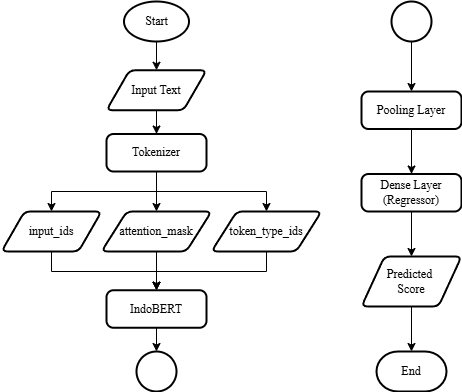 Start
Input Text
Tokenizer
input_ids
attention_mask
token_type_ids
IndoBERT
Pooling Layer
Dense Layer
(Regressor)
Predicted
Score
End